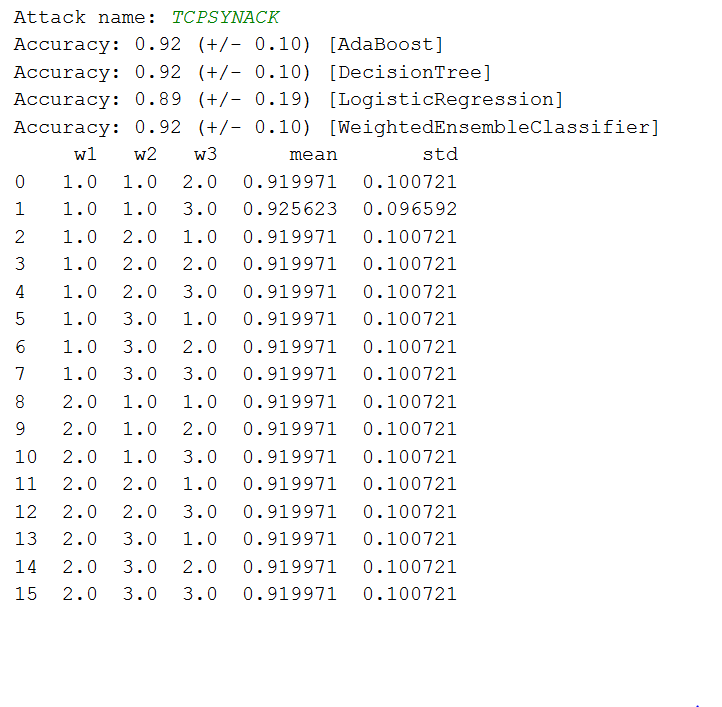 Attack name: TCPSYNACK
Accuracy: 0.92 (+/- 0.10) [AdaBoost]
Accuracy: 0.92 (+/- 0.10) [DecisionTree]
Accuracy: 0.89 (+/- 0.19) [LogisticRegression]
Accuracy: 0.92 (+/- 0.10) [WeightedEnsembleClassifier]
w1 w2 w3 mean std
0 1.0 1.0 2.0 0.919971 0.100721
1 1.0 1.0 3.0 0.925623 0.096592
2 1.0 2.0 1.0 0.919971 0.100721
3 1.0 2.0 2.0 0.919971 0.100721
4 1.0 2.0 3.0 0.919971 0.100721
5 1.0 3.0 1.0 0.919971 0.100721
6 1.0 3.0 2.0 0.919971 0.100721
7 1.0 3.0 3.0 0.919971 0.100721
8 2.0 1.0 1.0 0.919971 0.100721
9 2.0 1.0 2.0 0.919971 0.100721
10 2.0 1.0 3.0 0.919971 0.100721
11 2.0 2.0 1.0 0.919971 0.100721
12 2.0 2.0 3.0 0.919971 0.100721
13 2.0 3.0 1.0 0.919971 0.100721
14 2.0 3.0 2.0 0.919971 0.100721
15 2.0 3.0 3.0 0.919971 0.100721